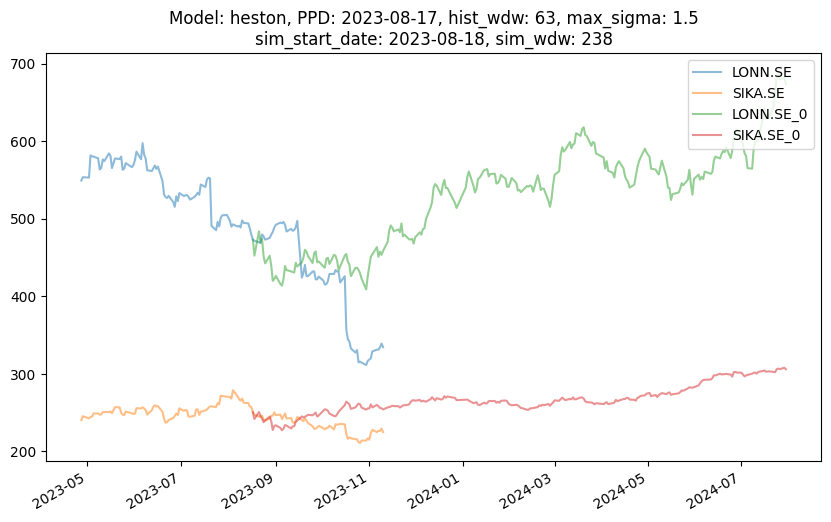 Model: heston, PPD: 2023-08-17, hist_wdw: 63, max_sigma: 1.5
sim_start_date: 2023-08-18, sim_wdw: 238
700
600
500
400
300
200
LONN.SE
SIKA.SE
LONN.SE_0
SIKA.SE_0
2023-05
2023-07
2023-09
2023-11
2024-01
2024-03
2024-05
2024-07